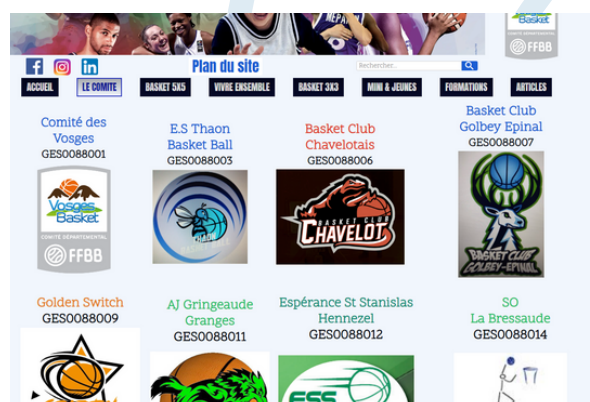 Basket
FFBB
Plan du site
Rechercher...
ACCUEIL
LE COMITE
BASKET 5X5
VIVRE ENSEMBLE
BASKET 3X3
MINI & JEUNES
FORMATIONS
ARTICLES
Comité des
Vosges
GES0088001
Vosges
Basket
COMITÉ DÉPARTEMENTAL
FFBB
E.S Thaon
Basket Ball
GES0088003
THAON
Basket Club
Chavelotais
GES0088006
BASKET CLUB
CHAVELOT
Basket Club
Golbey Epinal
GES0088007
BASKET CLUB
GOLBEY-EPINAL
Golden Switch
GES0088009
AJ Gringeaude
Granges
GES0088011
Espérance St Stanislas
Hennezel
GES0088012
ESS
SO
La Bressaude
GES0088014